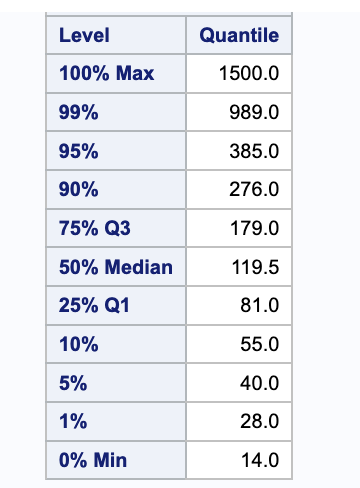 Level Quantile
100% Max 1500.0
99% 989.0
95% 385.0
90% 276.0
75% Q3 179.0
50% Median 119.5
25% Q1 81.0
10% 55.0
5% 40.0
1% 28.0
0% Min 14.0